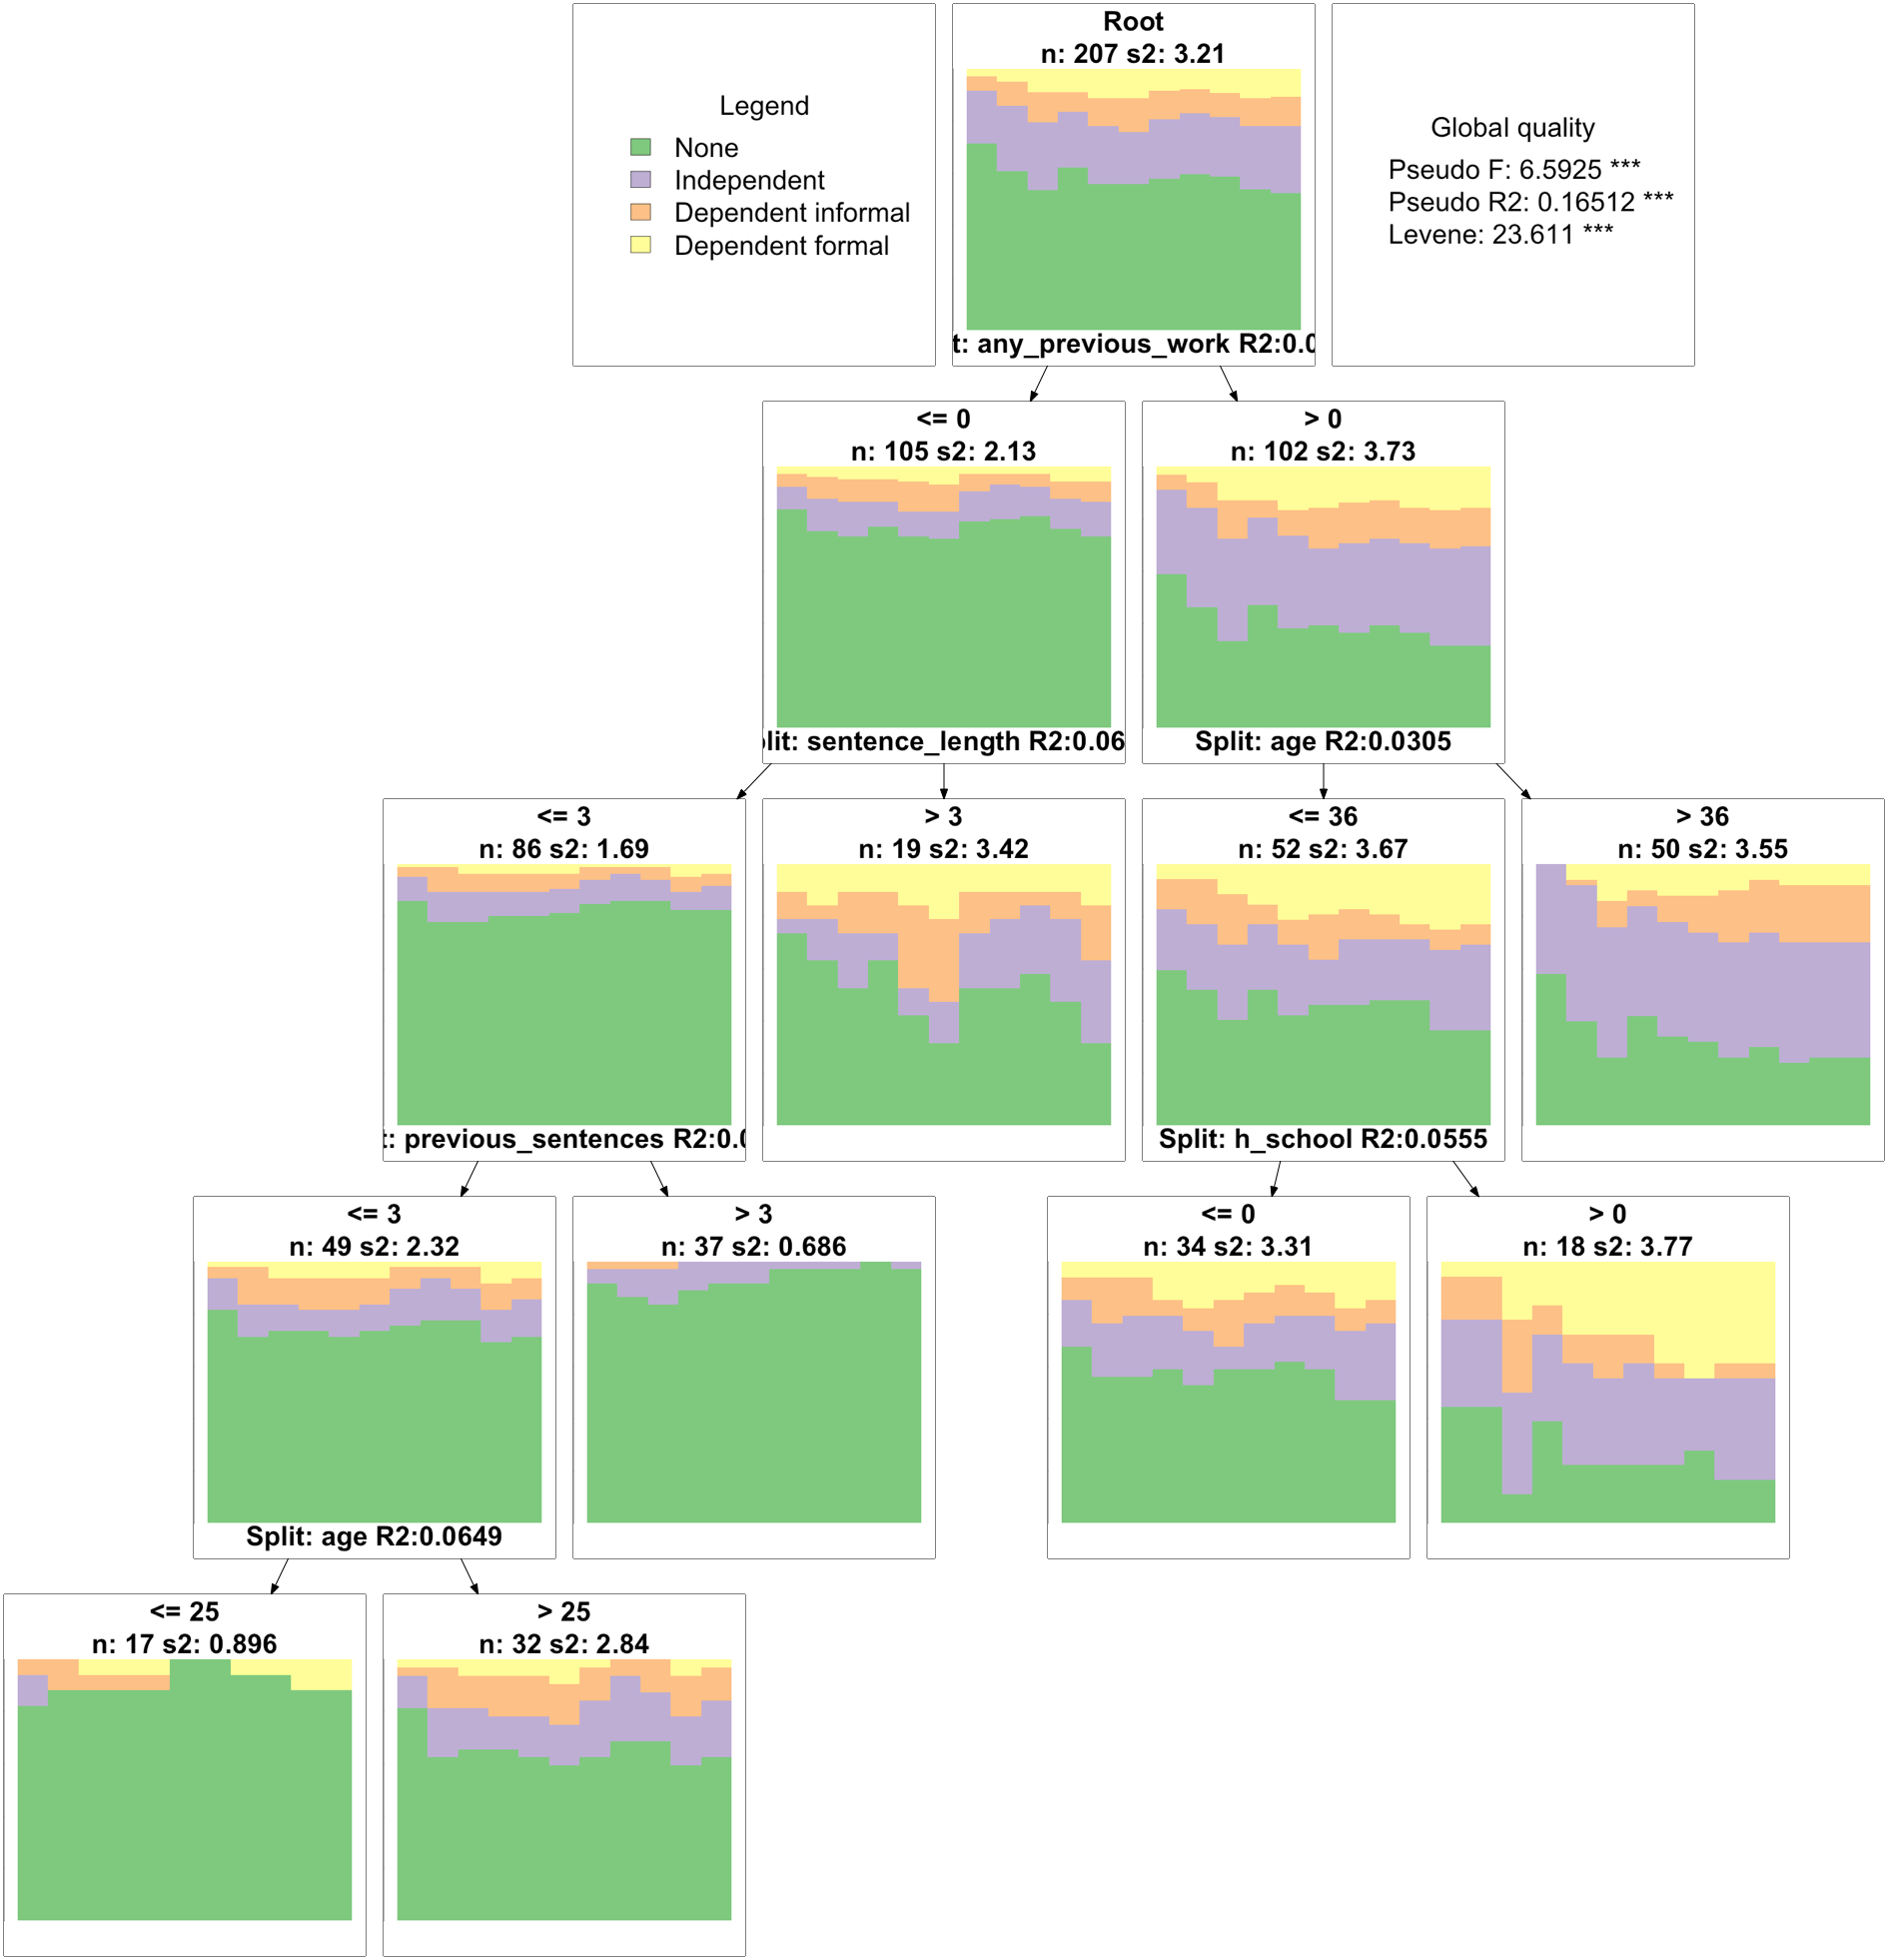 Legend
None
Independent
Dependent informal
Dependent formal
Root
n: 207 s2: 3.21
t: any_previous_work R2:0.0
Global quality
Pseudo F: 6.5925 ***
Pseudo R2: 0.16512 ***
Levene: 23.611 ***
<= 0
n: 105 s2: 2.13
lit: sentence_length R2:0.06
> 0
n: 102 s2: 3.73
Split: age R2:0.0305
<= 3
n: 86 s2: 1.69
t: previous_sentences R2:0.0
> 3
n: 19 s2: 3.42
<= 36
n: 52 s2: 3.67
Split: h_school R2:0.0555
> 36
n: 50 s2: 3.55
<= 3
n: 49 s2: 2.32
Split: age R2:0.0649
> 3
n: 37 s2: 0.686
<= 0
n: 34 s2: 3.31
> 0
n: 18 s2: 3.77
<= 25
n: 17 s2: 0.896
> 25
n: 32 s2: 2.84